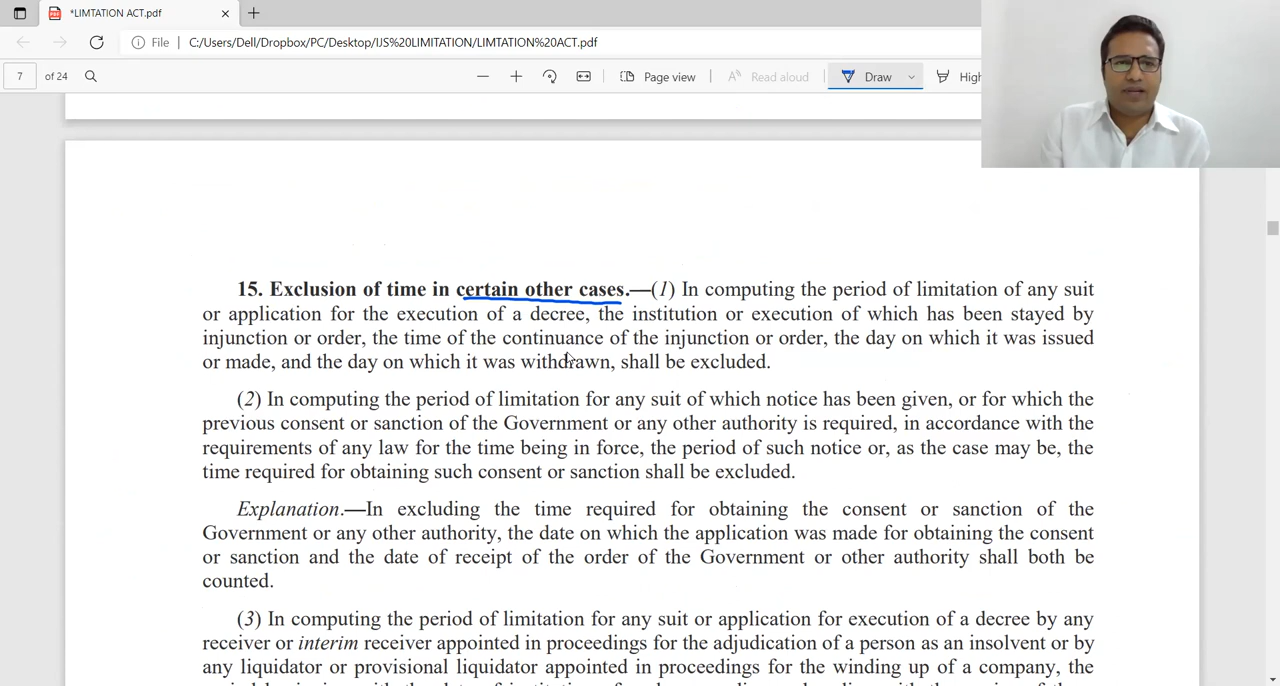 *LIMTATION ACT.pdf
File C:/Users/Dell/Dropbox/PC/Desktop/IJS%20LIMITATION/LIMTATION%20ACT.pdf
7 of 24 Page view Read aloud Draw High
15. Exclusion of time in certain other cases.—(1) In computing the period of limitation of any suit
or application for the execution of a decree, the institution or execution of which has been stayed by
injunction or order, the time of the continuance of the injunction or order, the day on which it was issued
or made, and the day on which it was withdrawn, shall be excluded.
(2) In computing the period of limitation for any suit of which notice has been given, or for which the
previous consent or sanction of the Government or any other authority is required, in accordance with the
requirements of any law for the time being in force, the period of such notice or, as the case may be, the
time required for obtaining such consent or sanction shall be excluded.
Explanation.—In excluding the time required for obtaining the consent or sanction of the
Government or any other authority, the date on which the application was made for obtaining the consent
or sanction and the date of receipt of the order of the Government or other authority shall both be
counted.
(3) In computing the period of limitation for any suit or application for execution of a decree by any
receiver or interim receiver appointed in proceedings for the adjudication of a person as an insolvent or by
any liquidator or provisional liquidator appointed in proceedings for the winding up of a company, the